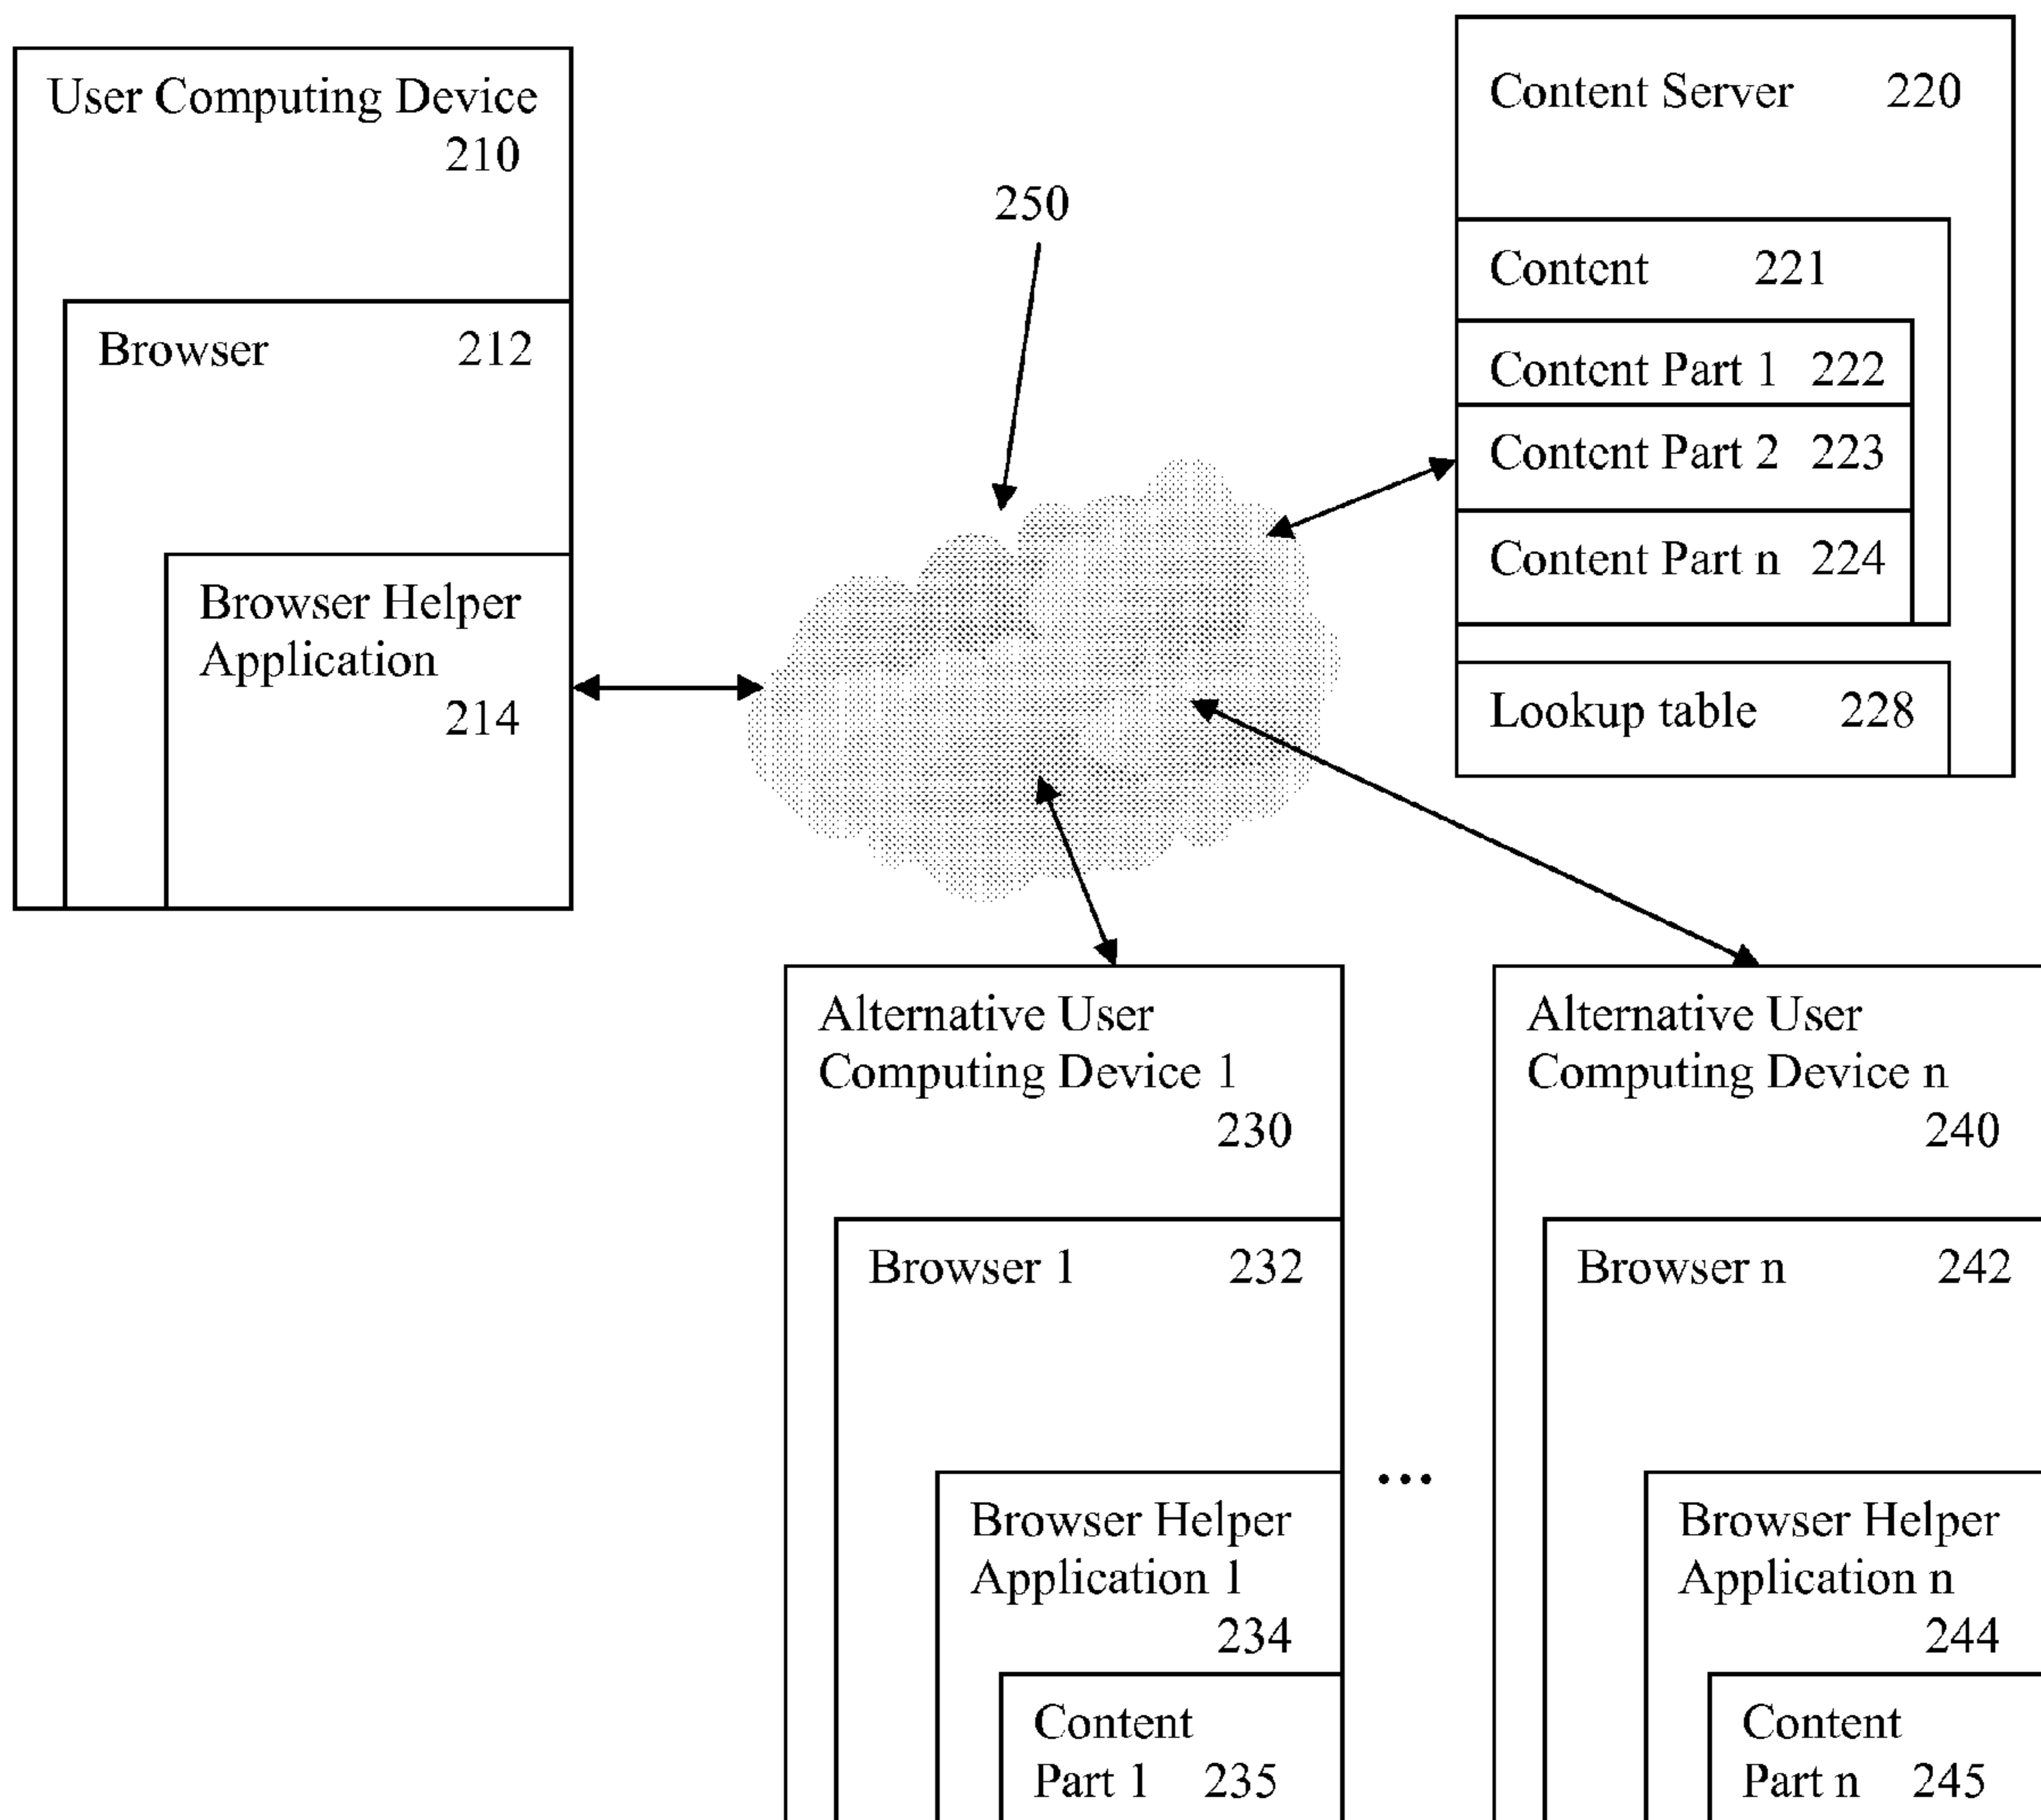 User Computing Device
210
Browser 212
Browser Helper
Application
214
250
Content Server 220
Content 221
Content Part 1 222
Content Part 2 223
Content Part n 224
Lookup table 228
Alternative User
Computing Device 1
230
Browser 1 232
Browser Helper
Application 1
234
Content
Part 1 235
...
Alternative User
Computing Device n
240
Browser n 242
Browser Helper
Application n
244
Content
Part n 245